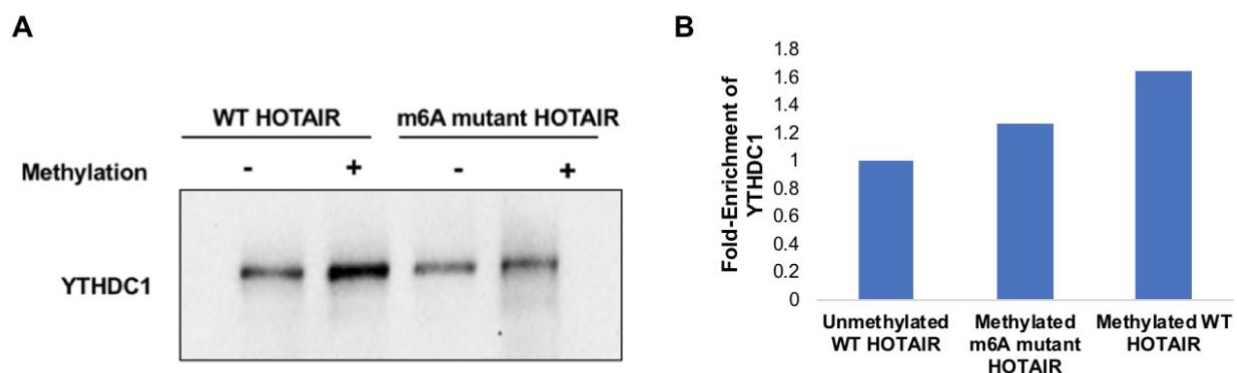 A
WT HOTAIR m6A mutant HOTAIR
Methylation - + - +
YTHDC1
B
Fold-Enrichment of
YTHDC1
1.8
1.6
1.4
1.2
1
0.8
0.6
0.4
0.2
0
Unmethylated Methylated Methylated WT
WT HOTAIR m6A mutant HOTAIR
HOTAIR